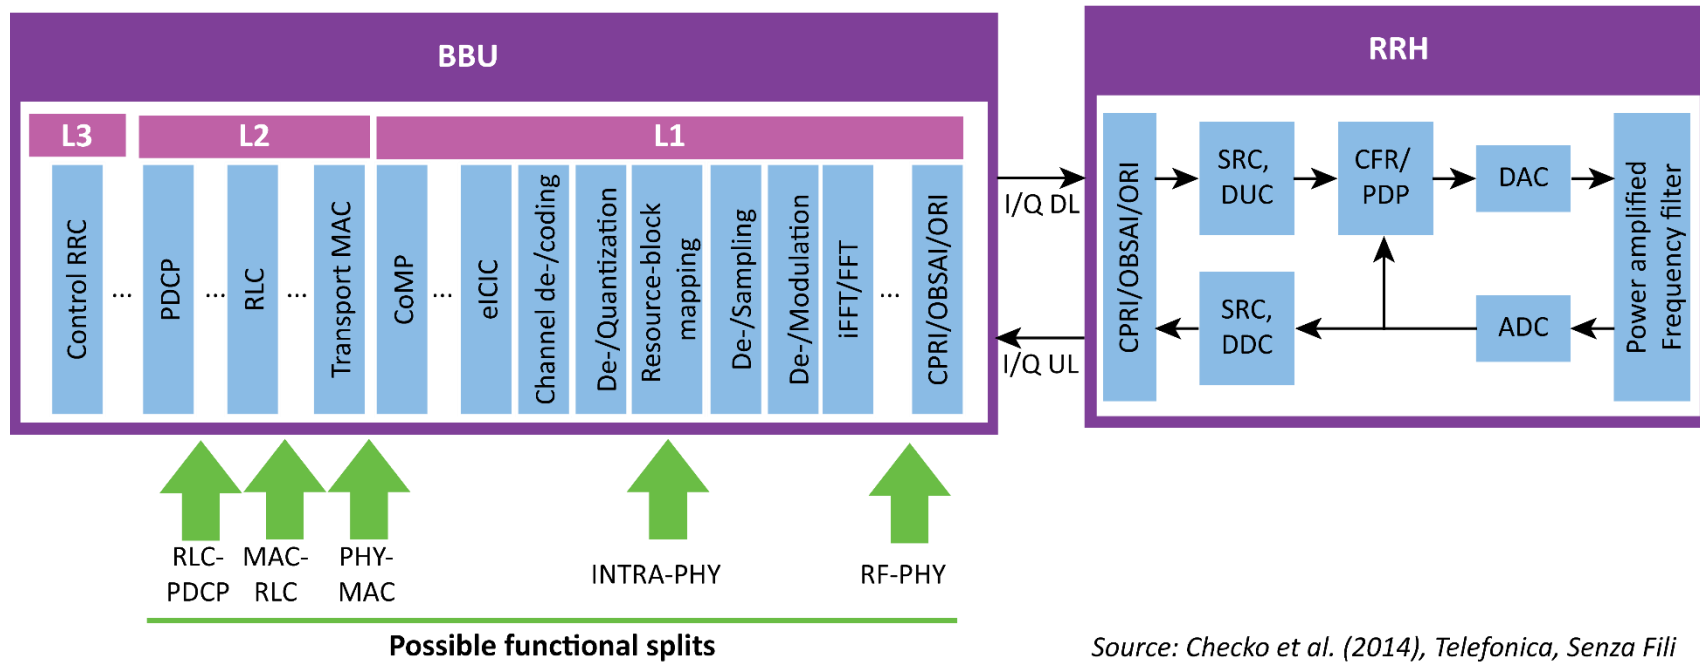 BBU
RRH
L3
L2
L1
Control RRC
...
PDCP
...
RLC
...
Transport MAC
CoMP
...
eICIC
Channel de-/coding
De-/Quantization
Resource-block
mapping
De-/Sampling
De-/Modulation
iFFT/FFT
...
CPRI/OBSAI/ORI
I/Q DL
I/Q UL
CPRI/OBSAI/ORI
SRC,
DUC
CFR/
PDP
DAC
SRC,
DDC
ADC
Power amplified
Frequency filter
RLC-
PDCP
MAC-
RLC
PHY-
MAC
INTRA-PHY
RF-PHY
Possible functional splits
Source: Checko et al. (2014), Telefonica, Senza Fili